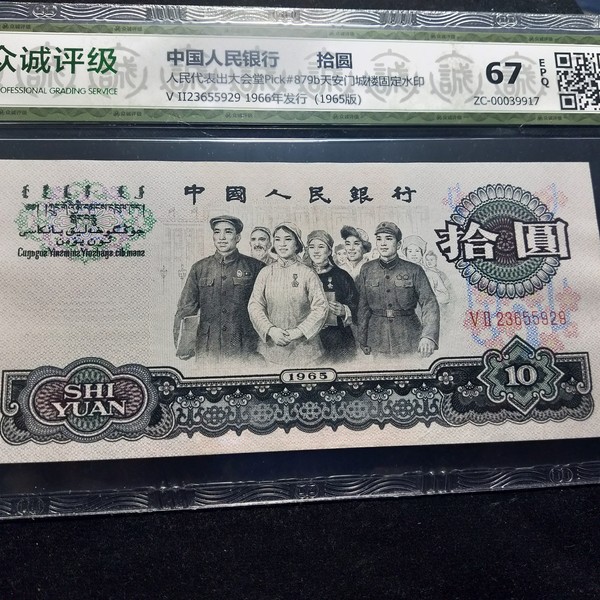 众诚评级
PROFESSIONAL GRADING SERVICE
中国人民银行 拾圆
人民代表出大会堂Pick#879b天安门城楼固定水印
V II23655929 1966年发行（1965版）
67
EPQ
ZC-00039917
中國人民銀行
拾圓
V II 23655929
1965
SHI
YUAN
10